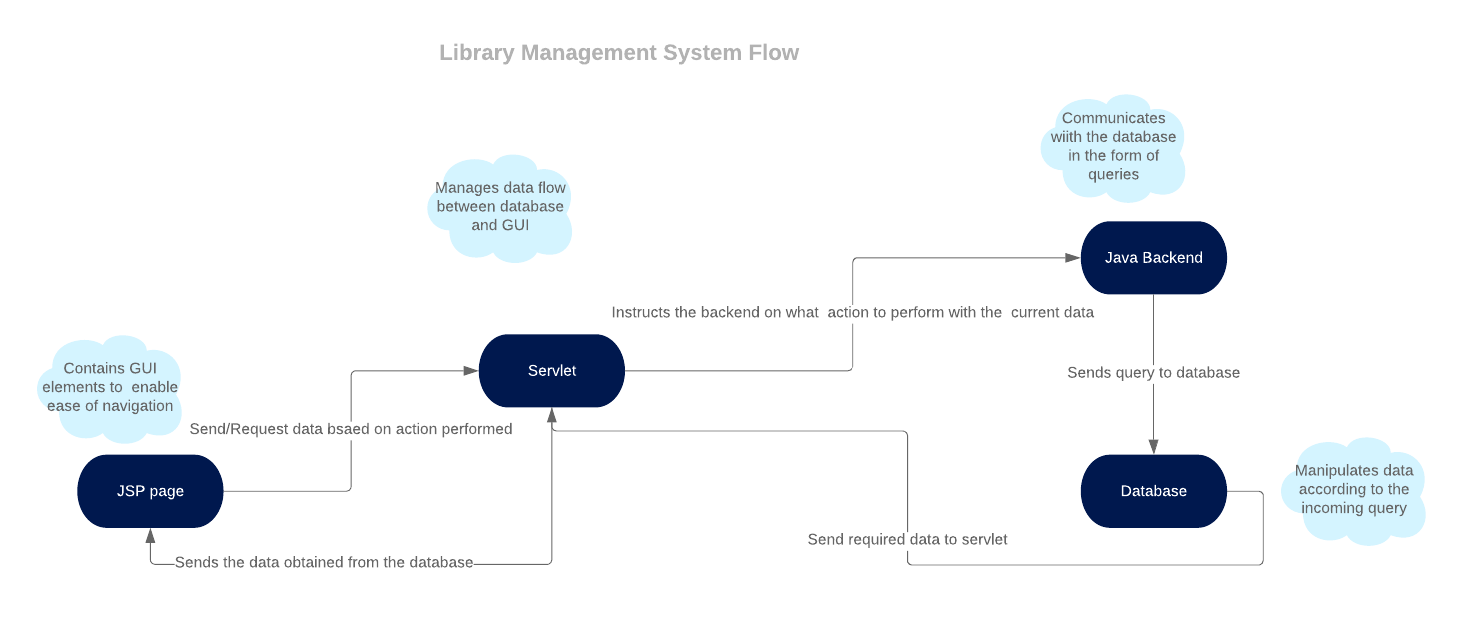 Library Management System Flow
Communicates
wiith the database
in the form of
queries
Manages data flow
between database
and GUI
Java Backend
Instructs the backend on what  action to perform with the  current data
Contains GUI
elements to  enable
ease of navigation
Servlet
Sends query to database
Send/Request data bsaed on action performed
JSP page
Database
Manipulates data
according to the
incoming query
Send required data to servlet
Sends the data obtained from the database